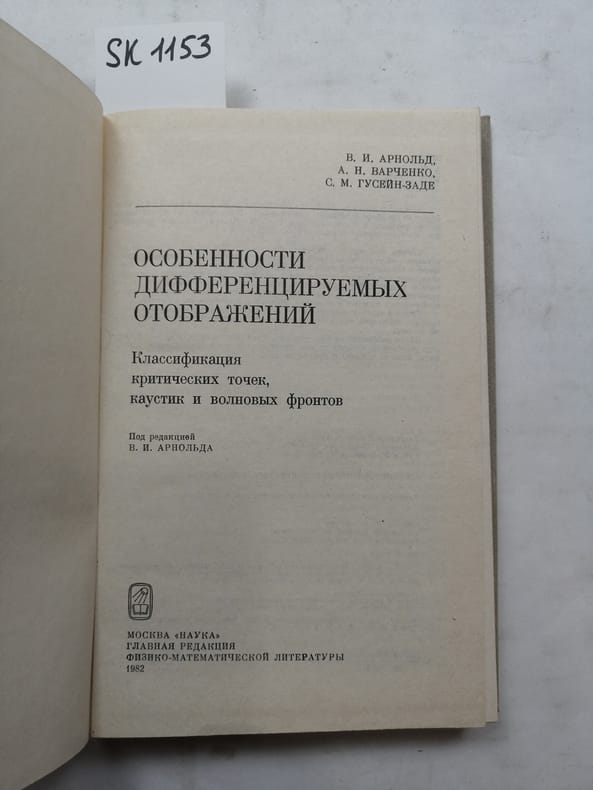 SK 1153
В. И. АРНОЛЬД,
А. Н. ВАРЧЕНКО,
С. М. ГУСЕЙН-ЗАДЕ
ОСОБЕННОСТИ
ДИФФЕРЕНЦИРУЕМЫХ
ОТОБРАЖЕНИЙ
Классификация
критических точек,
каустик и волновых фронтов
Под редакцией
В. И. АРНОЛЬДА
МОСКВА «НАУКА»
ГЛАВНАЯ РЕДАКЦИЯ
ФИЗИКО-МАТЕМАТИЧЕСКОЙ ЛИТЕРАТУРЫ
1982